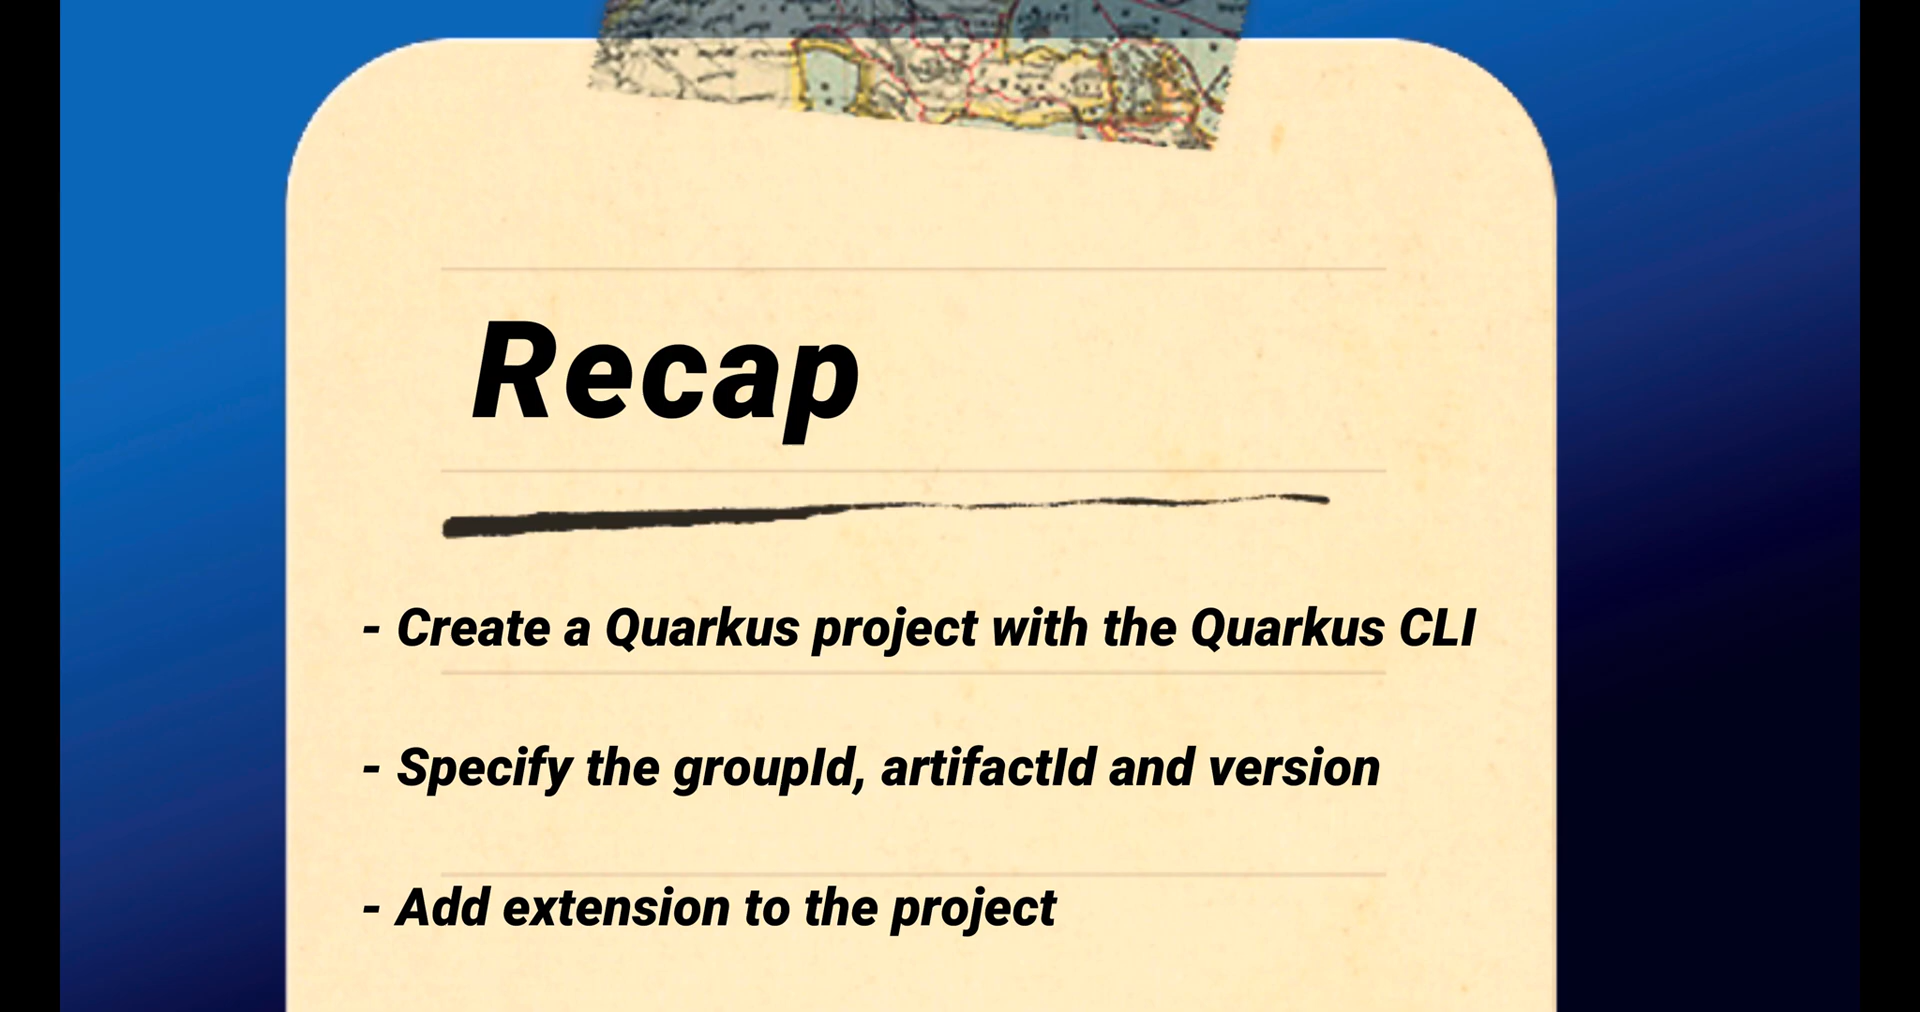 Recap
- Create a Quarkus project with the Quarkus CLI
- Specify the groupId, artifactId and version
- Add extension to the project